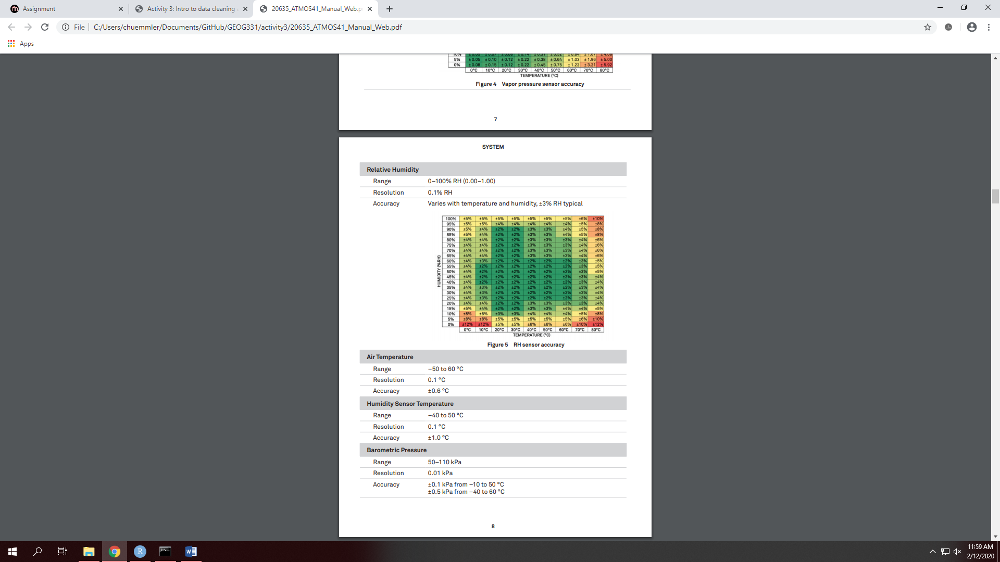 Assignment
Activity 3: Intro to data cleaning
20635_ATMOS41_Manual_Web.p
File
C:/Users/chuemmler/Documents/GitHub/GEOG331/activity3/20635_ATMOS41_Manual_Web.pdf
Apps
10% ±0.05 ±0.07 ±0.08 ±0.14 ±0.31 ±0.52 ±0.84 ±1.67 ±4.08
5% ±0.05 ±0.10 ±0.12 ±0.22 ±0.38 ±0.64 ±1.03 ±1.96 ±5.00
0% ±0.08 ±0.15 ±0.12 ±0.22 ±0.45 ±0.75 ±1.22 ±3.21 ±5.92
0°C 10°C 20°C 30°C 40°C 50°C 60°C 70°C 80°C
TEMPERATURE (°C)
Figure 4 Vapor pressure sensor accuracy
7
SYSTEM
Relative Humidity
Range 0–100% RH (0.00–1.00)
Resolution 0.1% RH
Accuracy Varies with temperature and humidity, ±3% RH typical
HUMIDITY (%RH)
100% ±5% ±5% ±5% ±5% ±5% ±5% ±5% ±6% ±10%
95% ±5% ±5% ±4% ±4% ±4% ±4% ±4% ±5% ±8%
90% ±5% ±4% ±2% ±2% ±3% ±3% ±4% ±5% ±8%
85% ±5% ±4% ±2% ±2% ±3% ±3% ±4% ±5% ±8%
80% ±4% ±4% ±2% ±2% ±3% ±3% ±3% ±4% ±6%
75% ±4% ±4% ±2% ±2% ±3% ±3% ±3% ±4% ±6%
70% ±4% ±4% ±2% ±2% ±3% ±3% ±3% ±4% ±6%
65% ±4% ±4% ±2% ±2% ±3% ±3% ±3% ±4% ±6%
60% ±4% ±3% ±2% ±2% ±2% ±2% ±2% ±3% ±5%
55% ±4% ±2% ±2% ±2% ±2% ±2% ±2% ±3% ±5%
50% ±4% ±2% ±2% ±2% ±2% ±2% ±2% ±3% ±5%
45% ±4% ±2% ±2% ±2% ±2% ±2% ±2% ±3% ±4%
40% ±4% ±2% ±2% ±2% ±2% ±2% ±2% ±3% ±4%
35% ±4% ±3% ±2% ±2% ±2% ±2% ±2% ±3% ±4%
30% ±4% ±3% ±2% ±2% ±2% ±2% ±2% ±3% ±4%
25% ±4% ±3% ±2% ±2% ±2% ±2% ±2% ±3% ±4%
20% ±4% ±4% ±2% ±2% ±3% ±3% ±3% ±3% ±4%
15% ±5% ±4% ±2% ±2% ±3% ±3% ±4% ±4% ±5%
10% ±8% ±5% ±3% ±3% ±4% ±4% ±4% ±5% ±8%
5% ±8% ±8% ±5% ±5% ±5% ±5% ±5% ±6% ±10%
0% ±12% ±12% ±5% ±5% ±6% ±6% ±6% ±10% ±12%
0°C 10°C 20°C 30°C 40°C 50°C 60°C 70°C 80°C
TEMPERATURE (°C)
Figure 5 RH sensor accuracy
Air Temperature
Range −50 to 60 °C
Resolution 0.1 °C
Accuracy ±0.6 °C
Humidity Sensor Temperature
Range −40 to 50 °C
Resolution 0.1 °C
Accuracy ±1.0 °C
Barometric Pressure
Range 50–110 kPa
Resolution 0.01 kPa
Accuracy ±0.1 kPa from −10 to 50 °C
±0.5 kPa from −40 to 60 °C
8
11:59 AM
2/12/2020